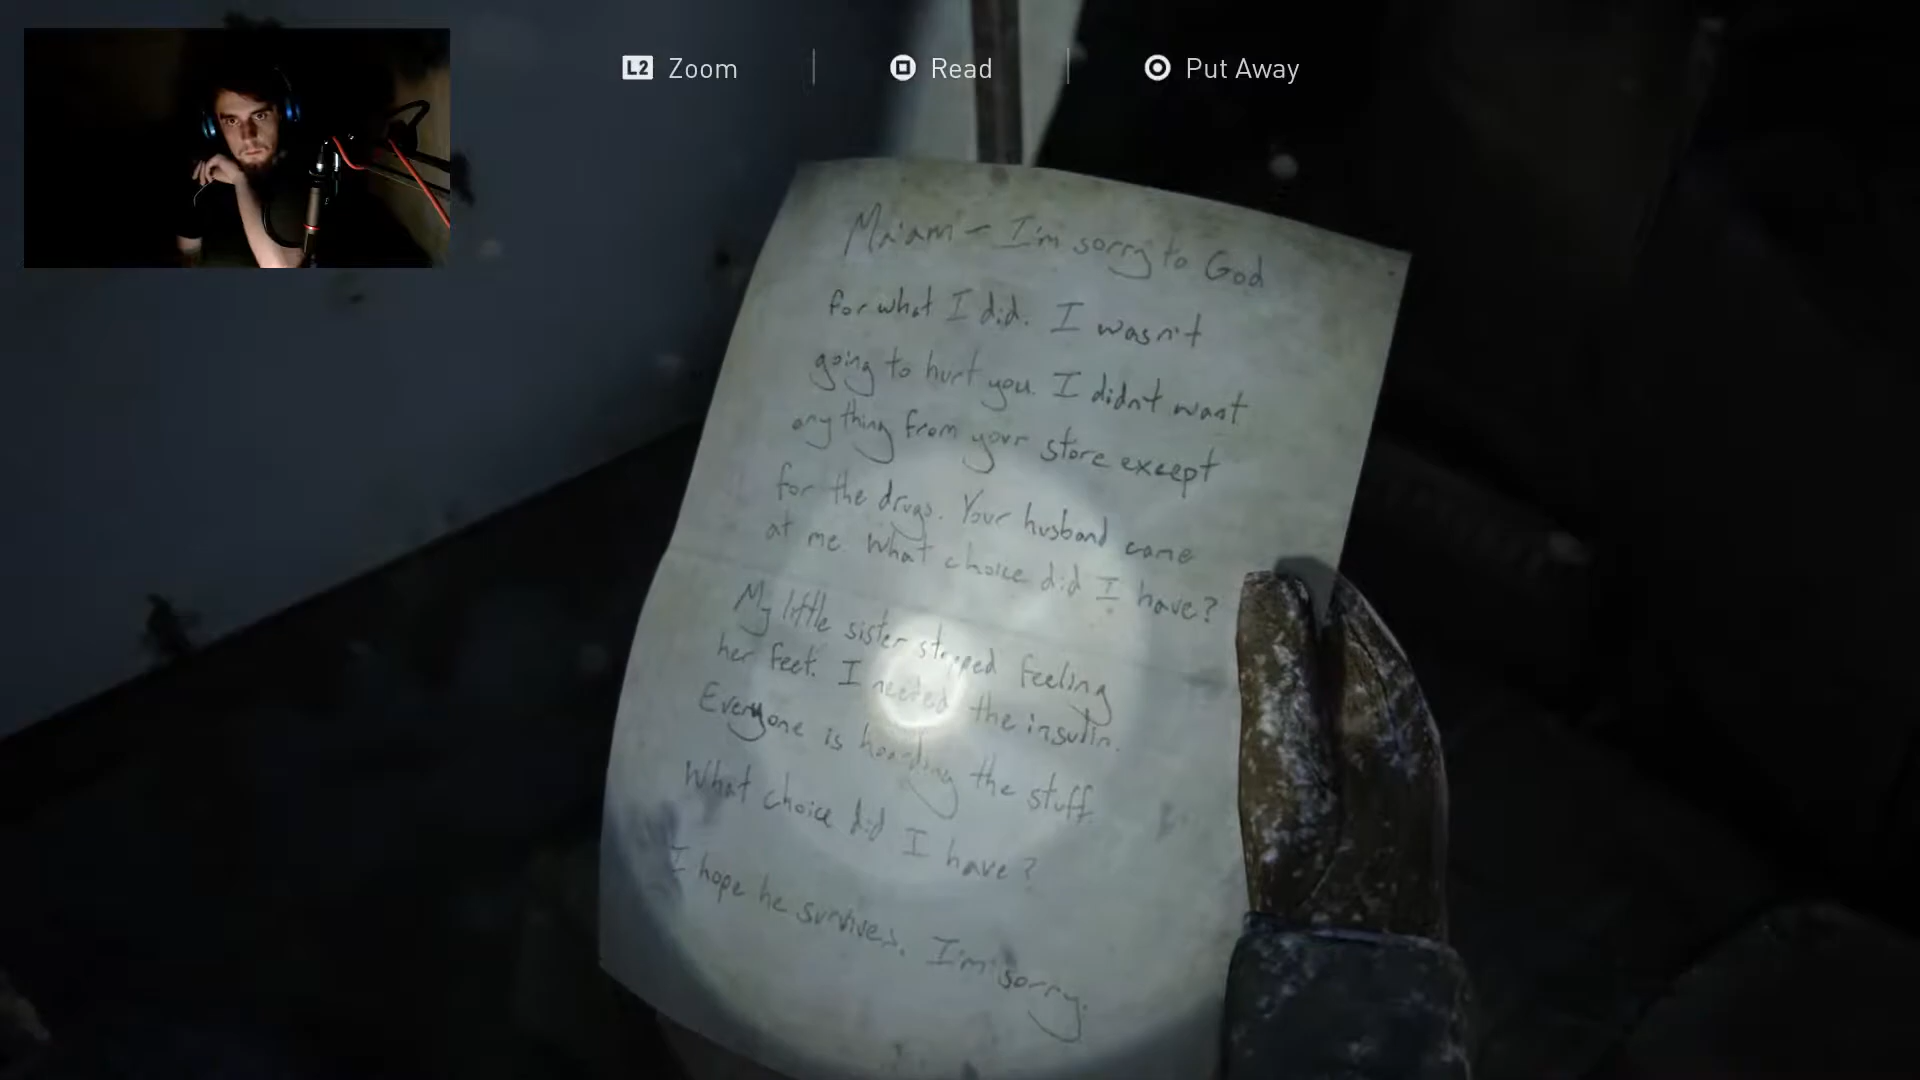 L2 Zoom
Read
Put Away
Ma'am - I'm sorry to God
for what I did. I wasn't
going to hurt you. I didn't want
anything from your store except
for the drugs. Your husband came
at me. What choice did I have?
My little sister stopped feeling
her feet. I needed the insulin.
Everyone is hoarding the stuff.
What choice did I have?
I hope he survives. I'm sorry.